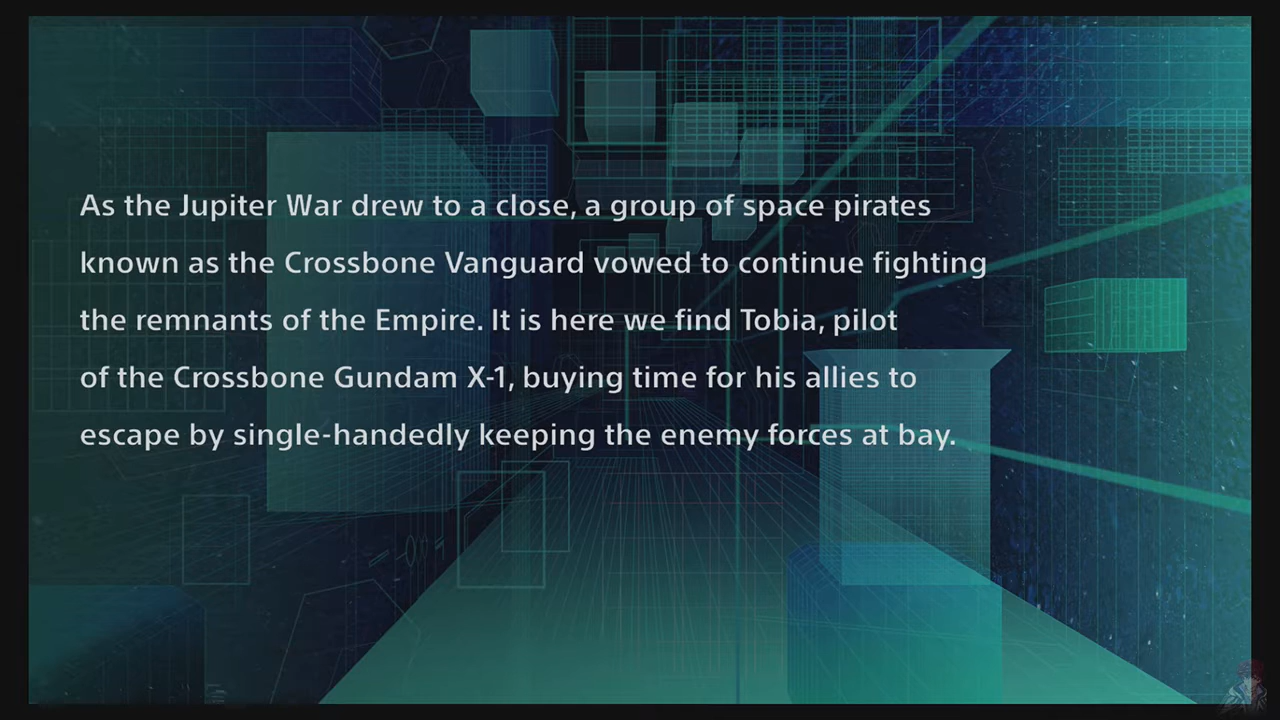 As the Jupiter War drew to a close, a group of space pirates
known as the Crossbone Vanguard vowed to continue fighting
the remnants of the Empire. It is here we find Tobia, pilot
of the Crossbone Gundam X-1, buying time for his allies to
escape by single-handedly keeping the enemy forces at bay.